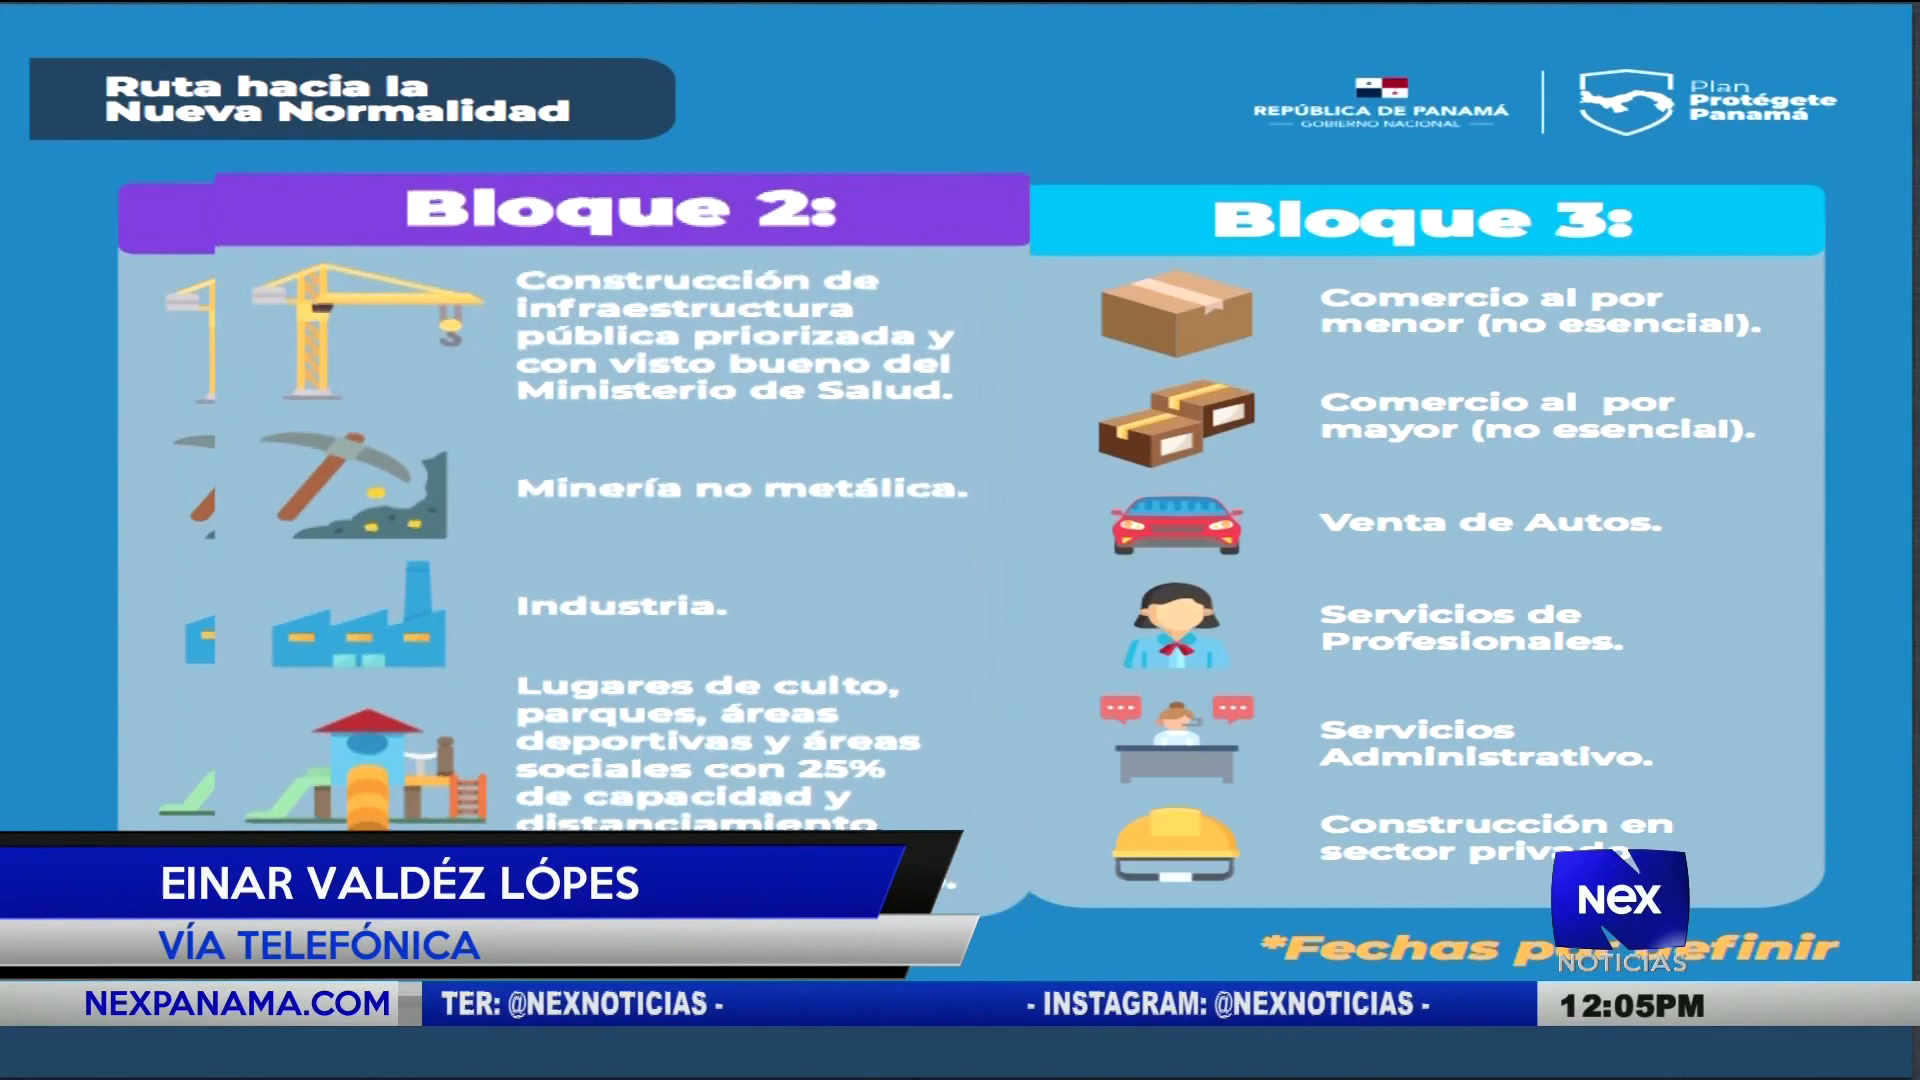 Ruta hacia la
Nueva Normalidad
REPÚBLICA DE PANAMÁ
GOBIERNO NACIONAL
Plan
Protégete
Panamá
Bloque 2:
Construcción de
infraestructura
pública priorizada y
con visto bueno del
Ministerio de Salud.
Minería no metálica.
Industria.
Lugares de culto,
parques, áreas
deportivas y áreas
sociales con 25%
de capacidad y
distanciamiento
Bloque 3:
Comercio al por
menor (no esencial).
Comercio al por
mayor (no esencial).
Venta de Autos.
Servicios de
Profesionales.
Servicios
Administrativo.
Construcción en
sector privado
*Fechas por definir
EINAR VALDÉZ LÓPES
VÍA TELEFÓNICA
Nex
NOTICIAS
NEXPANAMA.COM
TER: @NEXNOTICIAS -
- INSTAGRAM: @NEXNOTICIAS -
12:05PM